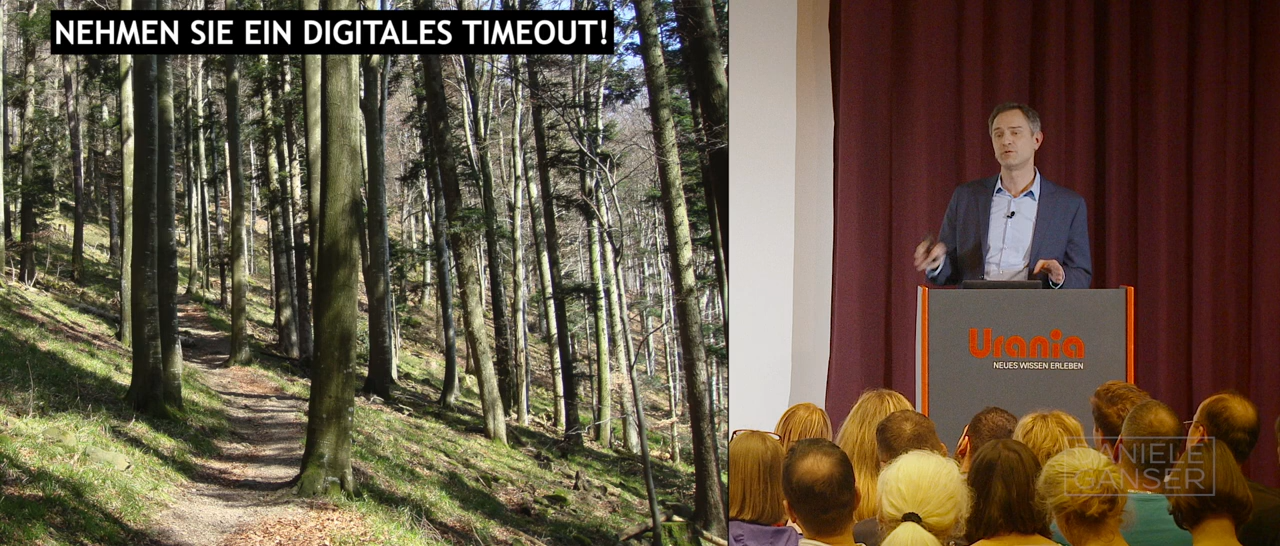 NEHMEN SIE EIN DIGITALES TIMEOUT!
Urania
NEUES WISSEN ERLEBEN
DANIELE
GANSER